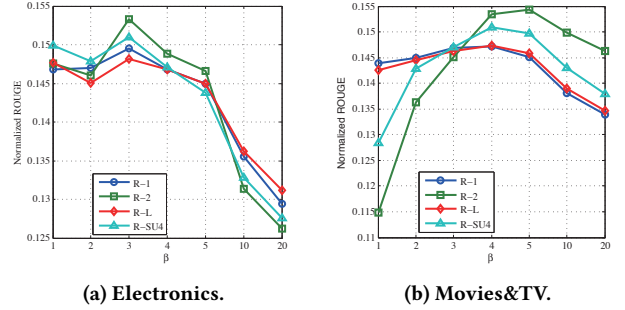 0.155
0.15
0.145
0.14
0.135
0.13
0.125
Normalized ROUGE
R-1
R-2
R-L
R-SU4
1 2 3 4 5 10 20
β
(a) Electronics.
0.155
0.15
0.145
0.14
0.135
0.13
0.125
0.12
0.115
0.11
Normalized ROUGE
R-1
R-2
R-L
R-SU4
1 2 3 4 5 10 20
β
(b) Movies&TV.